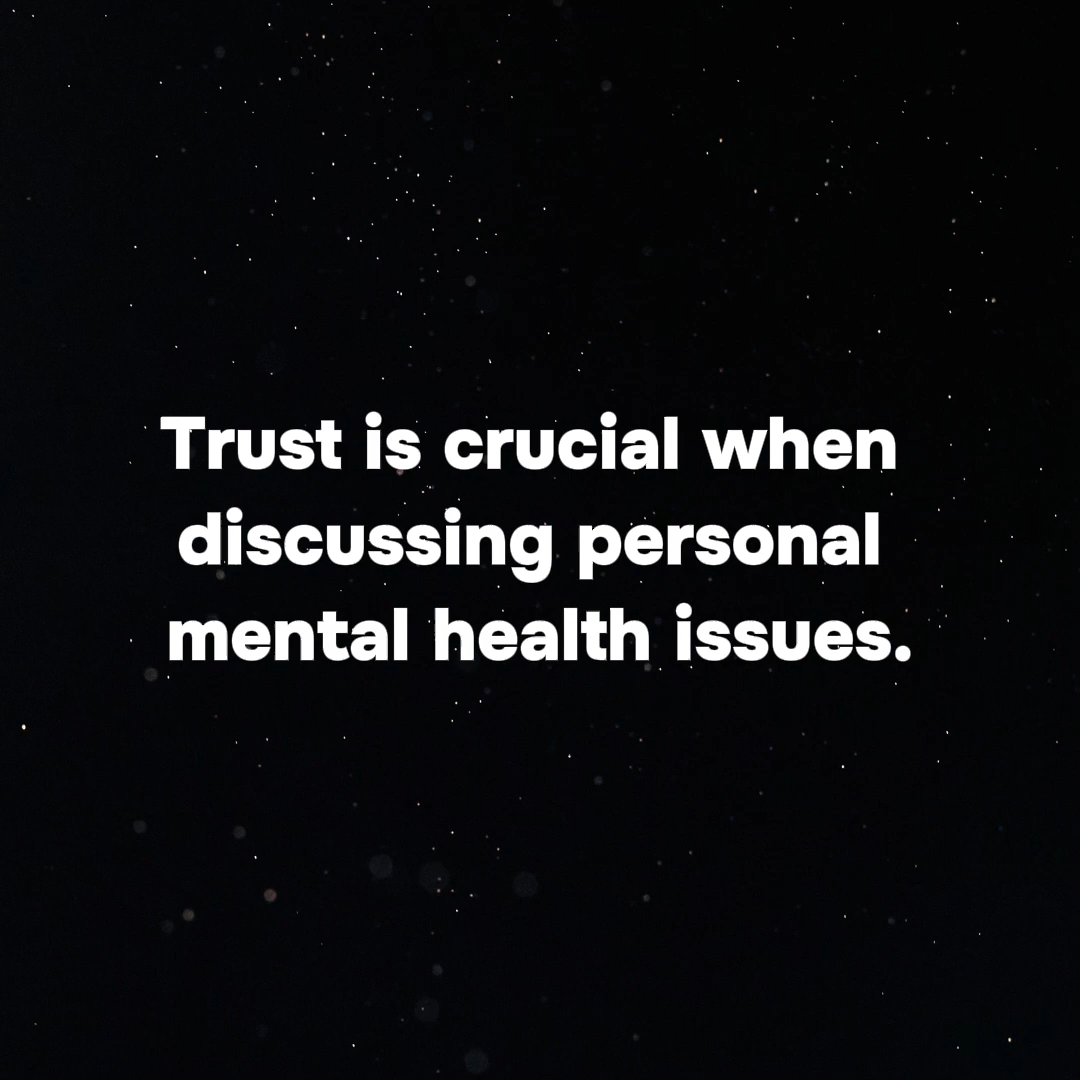 Trust is crucial when
discussing personal
mental health issues.